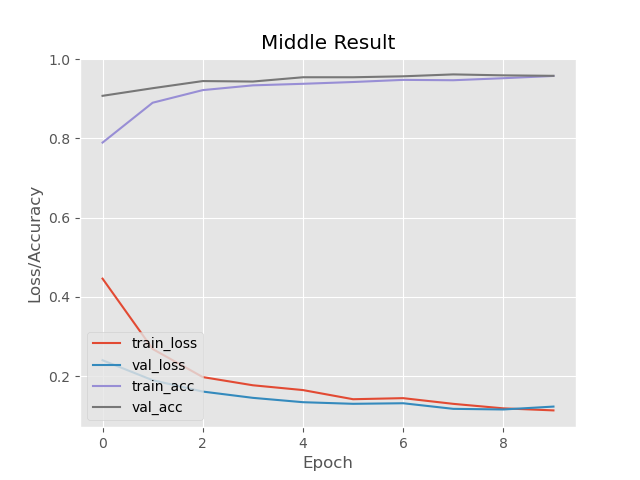 Middle Result
1.0
0.8
0.6
0.4
0.2
Loss/Accuracy
train_loss
val_loss
train_acc
val_acc
0 2 4 6 8
Epoch